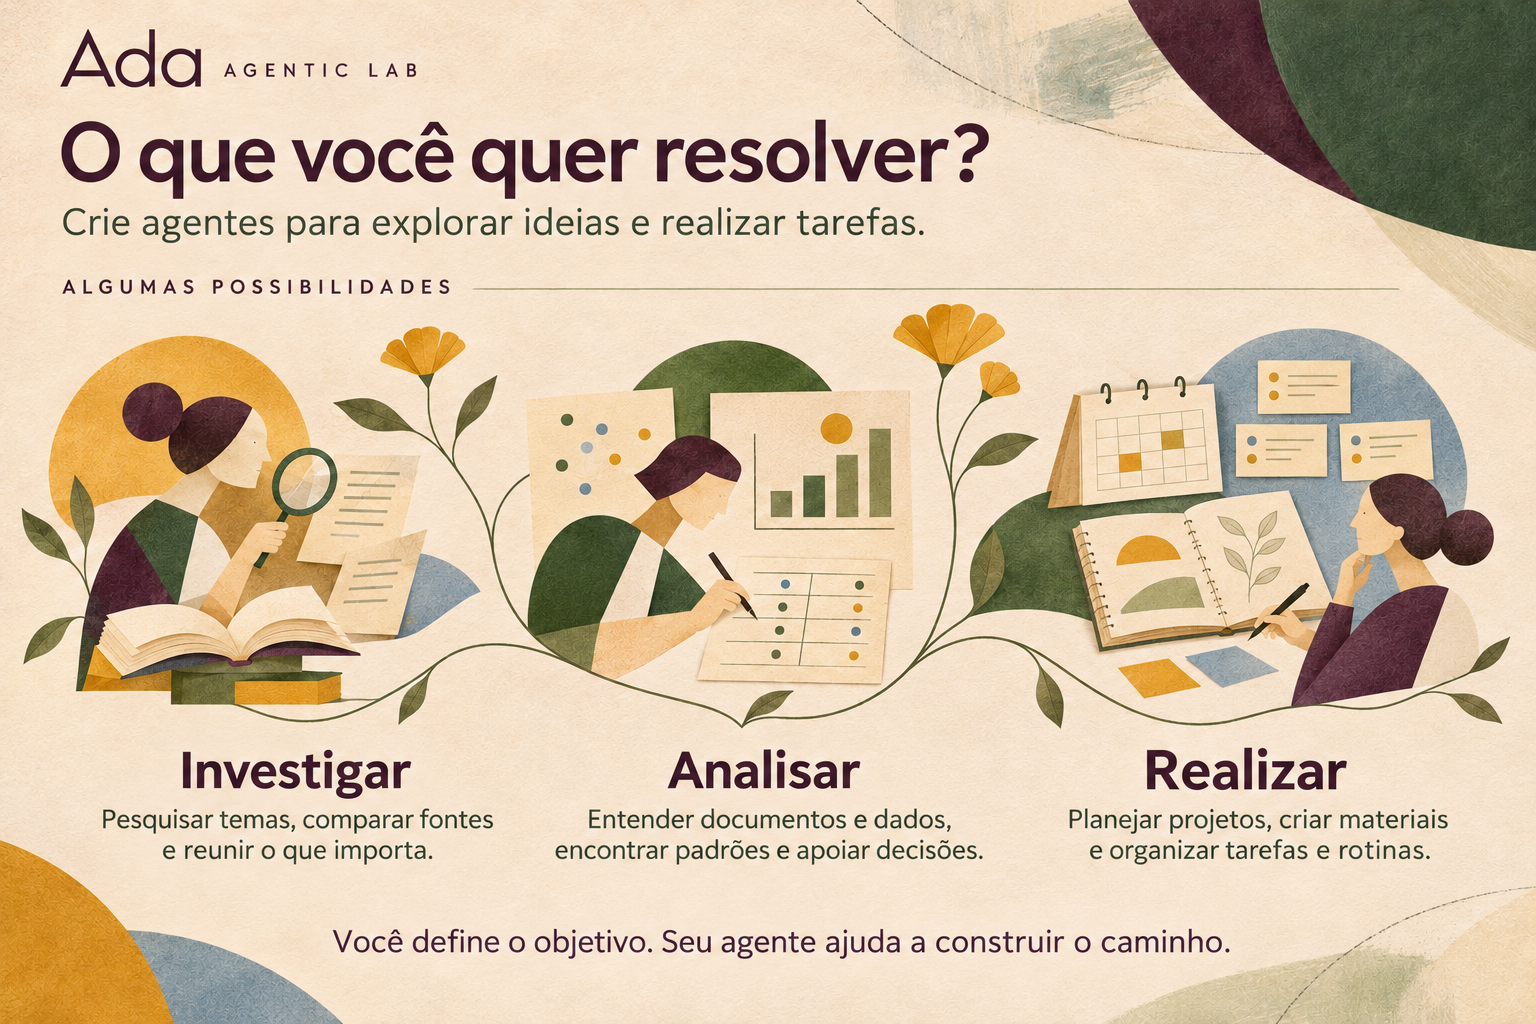 Ada AGENTIC LAB
O que você quer resolver?
Crie agentes para explorar ideias e realizar tarefas.
ALGUMAS POSSIBILIDADES
Investigar
Pesquisar temas, comparar fontes
e reunir o que importa.
Analisar
Entender documentos e dados,
encontrar padrões e apoiar decisões.
Realizar
Planejar projetos, criar materiais
e organizar tarefas e rotinas.
Você define o objetivo. Seu agente ajuda a construir o caminho.